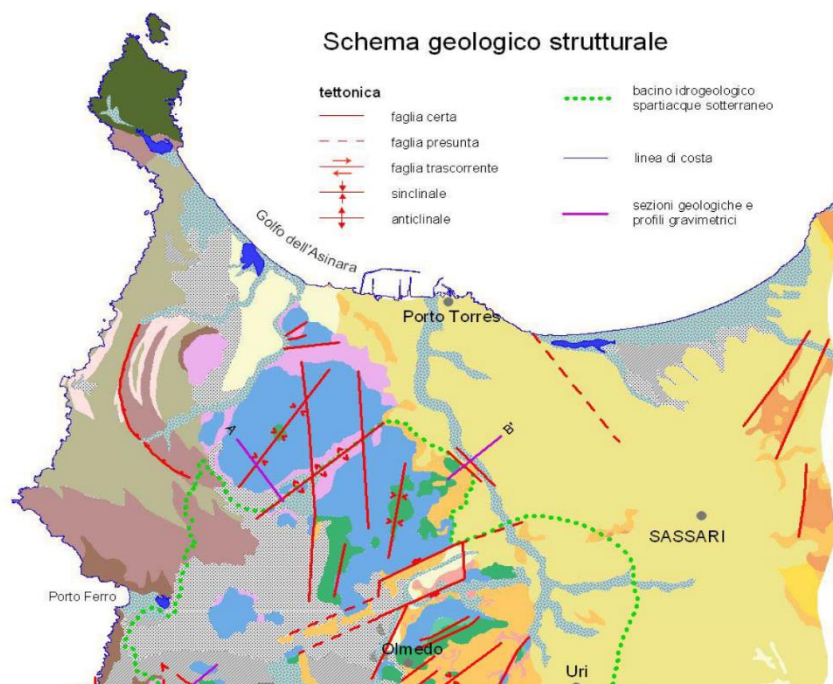 Schema geologico strutturale
tettonica
faglia certa
faglia presunta
faglia trascorrente
sinclinale
anticlinale
bacino idrogeologico
spartiacque sotterraneo
linea di costa
sezioni geologiche e
profili gravimetrici
Golfo dell'Asinara
Porto Torres
A
B'
SASSARI
Porto Ferro
Olmedo
Uri
A